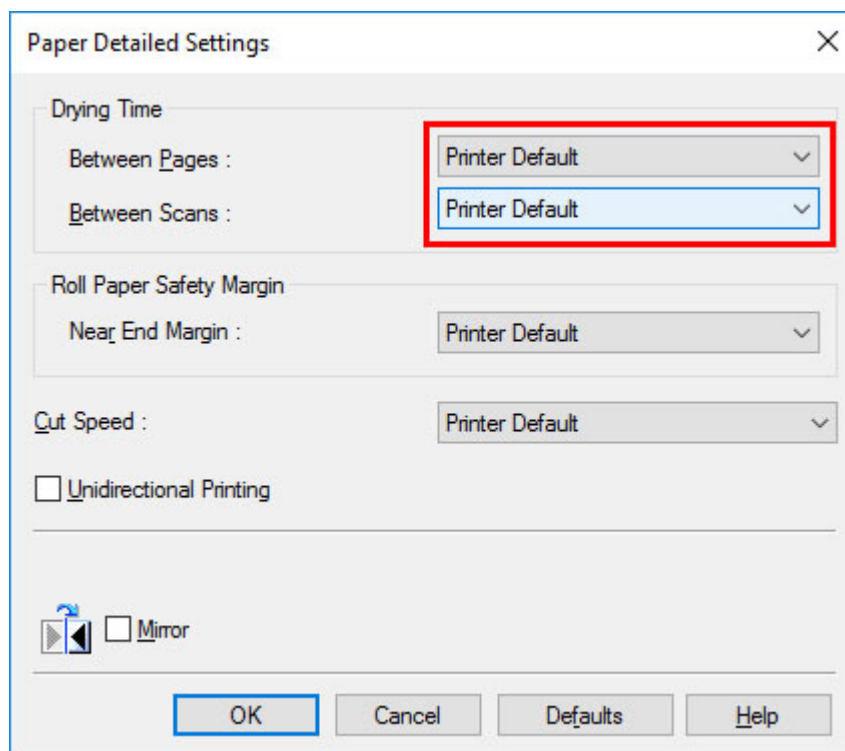 Paper Detailed Settings
Drying Time
Between Pages : Printer Default
Between Scans : Printer Default
Roll Paper Safety Margin
Near End Margin : Printer Default
Cut Speed : Printer Default
Unidirectional Printing
Mirror
OK Cancel Defaults Help